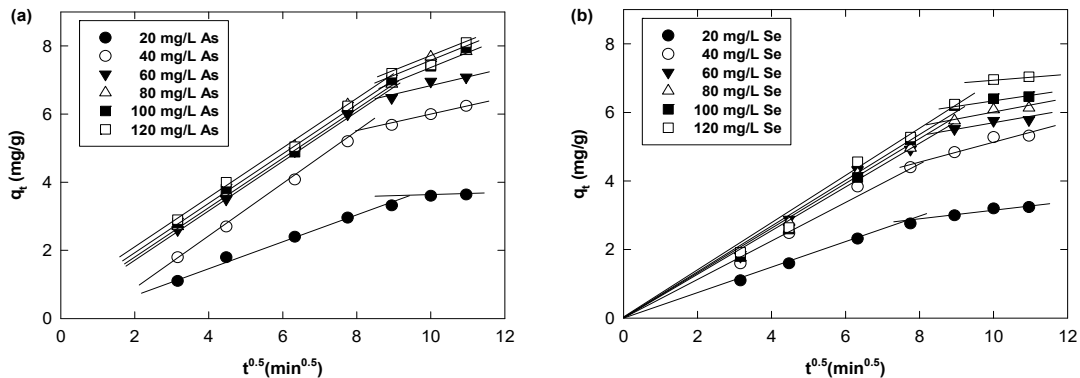 (a)
20 mg/L As
40 mg/L As
60 mg/L As
80 mg/L As
100 mg/L As
120 mg/L As
8
6
4
2
0
qt (mg/g)
0 2 4 6 8 10 12
t0.5(min0.5)
(b)
20 mg/L Se
40 mg/L Se
60 mg/L Se
80 mg/L Se
100 mg/L Se
120 mg/L Se
8
6
4
2
0
qt (mg/g)
0 2 4 6 8 10 12
t0.5(min0.5)